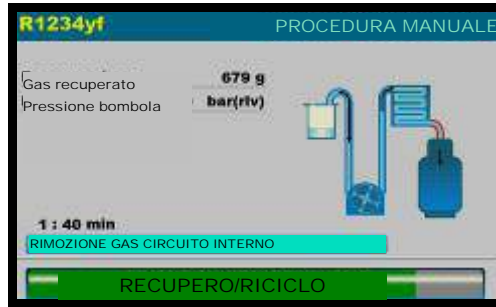 R1234yf PROCEDURA MANUALE
Gas recuperato 679 g
Pressione bombola bar(rlv)
1 : 40 min
RIMOZIONE GAS CIRCUITO INTERNO
RECUPERO/RICICLO